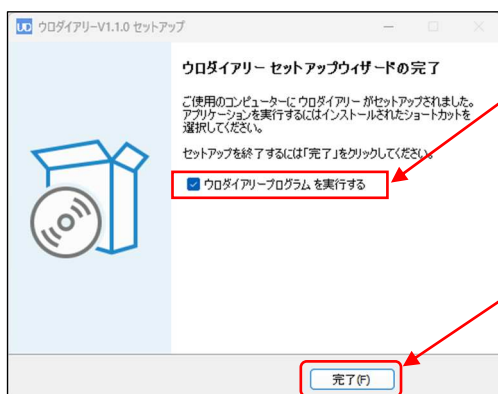 UD ウロダイアリーV1.1.0 セットアップ
ウロダイアリー セットアップウィザードの完了
ご使用のコンピューターに ウロダイアリー がセットアップされました。
アプリケーションを実行するにはインストールされたショートカットを
選択してください。
セットアップを終了するには「完了」をクリックしてください。
ウロダイアリープログラム を実行する
完了(F)